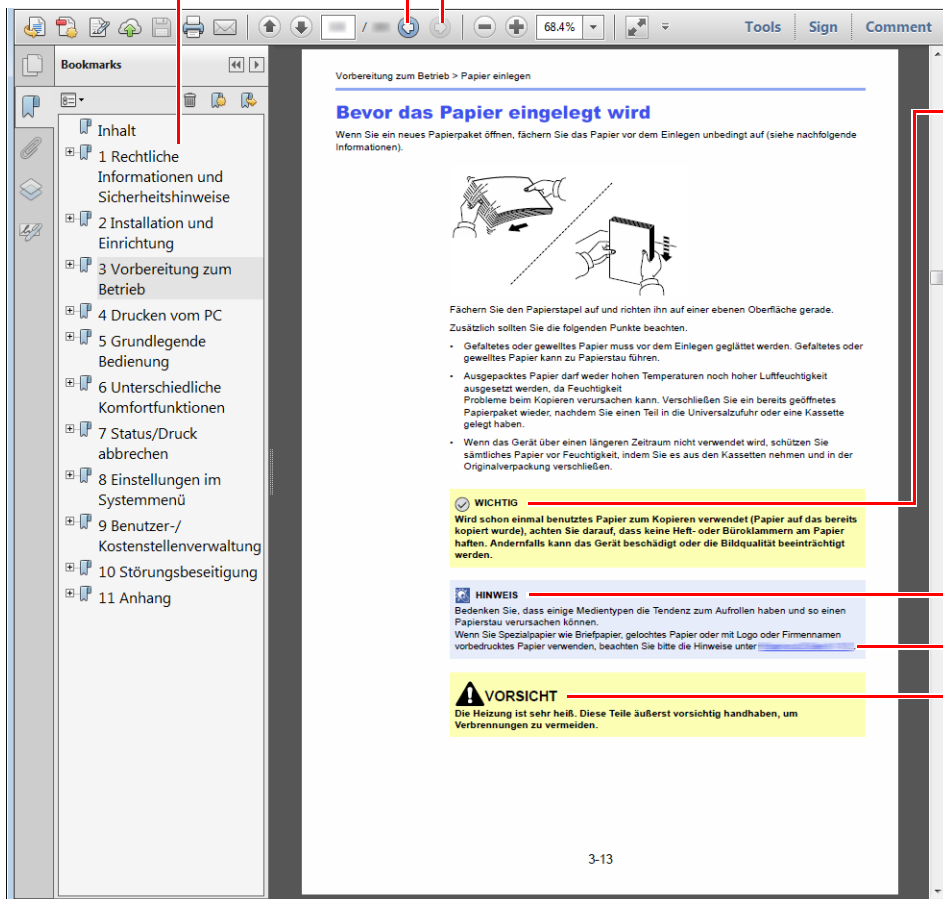 /
68.4%
Tools
Sign
Comment
Bookmarks
Inhalt
1 Rechtliche
Informationen und
Sicherheitshinweise
2 Installation und
Einrichtung
3 Vorbereitung zum
Betrieb
4 Drucken vom PC
5 Grundlegende
Bedienung
6 Unterschiedliche
Komfortfunktionen
7 Status/Druck
abbrechen
8 Einstellungen im
Systemmenü
9 Benutzer-/
Kostenstellenverwaltung
10 Störungsbeseitigung
11 Anhang
Vorbereitung zum Betrieb > Papier einlegen
Bevor das Papier eingelegt wird
Wenn Sie ein neues Papierpaket öffnen, fächern Sie das Papier vor dem Einlegen unbedingt auf (siehe nachfolgende
Informationen).
Fächern Sie den Papierstapel auf und richten ihn auf einer ebenen Oberfläche gerade.
Zusätzlich sollten Sie die folgenden Punkte beachten.
• Gefaltetes oder gewelltes Papier muss vor dem Einlegen geglättet werden. Gefaltetes oder
gewelltes Papier kann zu Papierstau führen.
• Ausgepacktes Papier darf weder hohen Temperaturen noch hoher Luftfeuchtigkeit
ausgesetzt werden, da Feuchtigkeit
Probleme beim Kopieren verursachen kann. Verschließen Sie ein bereits geöffnetes
Papierpaket wieder, nachdem Sie einen Teil in die Universalzufuhr oder eine Kassette
gelegt haben.
• Wenn das Gerät über einen längeren Zeitraum nicht verwendet wird, schützen Sie
sämtliches Papier vor Feuchtigkeit, indem Sie es aus den Kassetten nehmen und in der
Originalverpackung verschließen.
WICHTIG
Wird schon einmal benutztes Papier zum Kopieren verwendet (Papier auf das bereits
kopiert wurde), achten Sie darauf, dass keine Heft- oder Büroklammern am Papier
haften. Andernfalls kann das Gerät beschädigt oder die Bildqualität beeinträchtigt
werden.
HINWEIS
Bedenken Sie, dass einige Medientypen die Tendenz zum Aufrollen haben und so einen
Papierstau verursachen können.
Wenn Sie Spezialpapier wie Briefpapier, gelochtes Papier oder mit Logo oder Firmennamen
vorbedrucktes Papier verwenden, beachten Sie bitte die Hinweise unter
VORSICHT
Die Heizung ist sehr heiß. Diese Teile äußerst vorsichtig handhaben, um
Verbrennungen zu vermeiden.
3-13